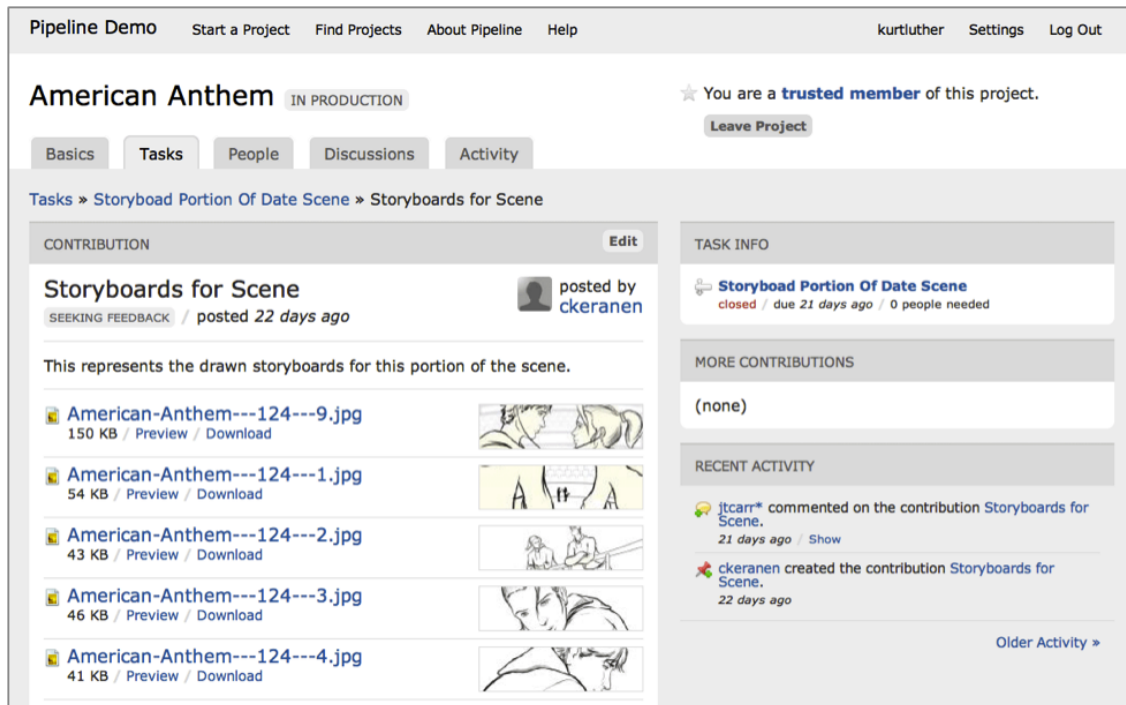 Pipeline Demo Start a Project Find Projects About Pipeline Help kurtluther Settings Log Out
American Anthem IN PRODUCTION
You are a trusted member of this project.
Leave Project
Basics Tasks People Discussions Activity
Tasks » Storyboad Portion Of Date Scene » Storyboards for Scene
CONTRIBUTION Edit
Storyboards for Scene
SEEKING FEEDBACK / posted 22 days ago
posted by
ckeranen
This represents the drawn storyboards for this portion of the scene.
American-Anthem---124---9.jpg
150 KB / Preview / Download
American-Anthem---124---1.jpg
54 KB / Preview / Download
American-Anthem---124---2.jpg
43 KB / Preview / Download
American-Anthem---124---3.jpg
46 KB / Preview / Download
American-Anthem---124---4.jpg
41 KB / Preview / Download
TASK INFO
Storyboad Portion Of Date Scene
closed / due 21 days ago / 0 people needed
MORE CONTRIBUTIONS
(none)
RECENT ACTIVITY
jtcarr* commented on the contribution Storyboards for
Scene.
21 days ago / Show
ckeranen created the contribution Storyboards for
Scene.
22 days ago
Older Activity »